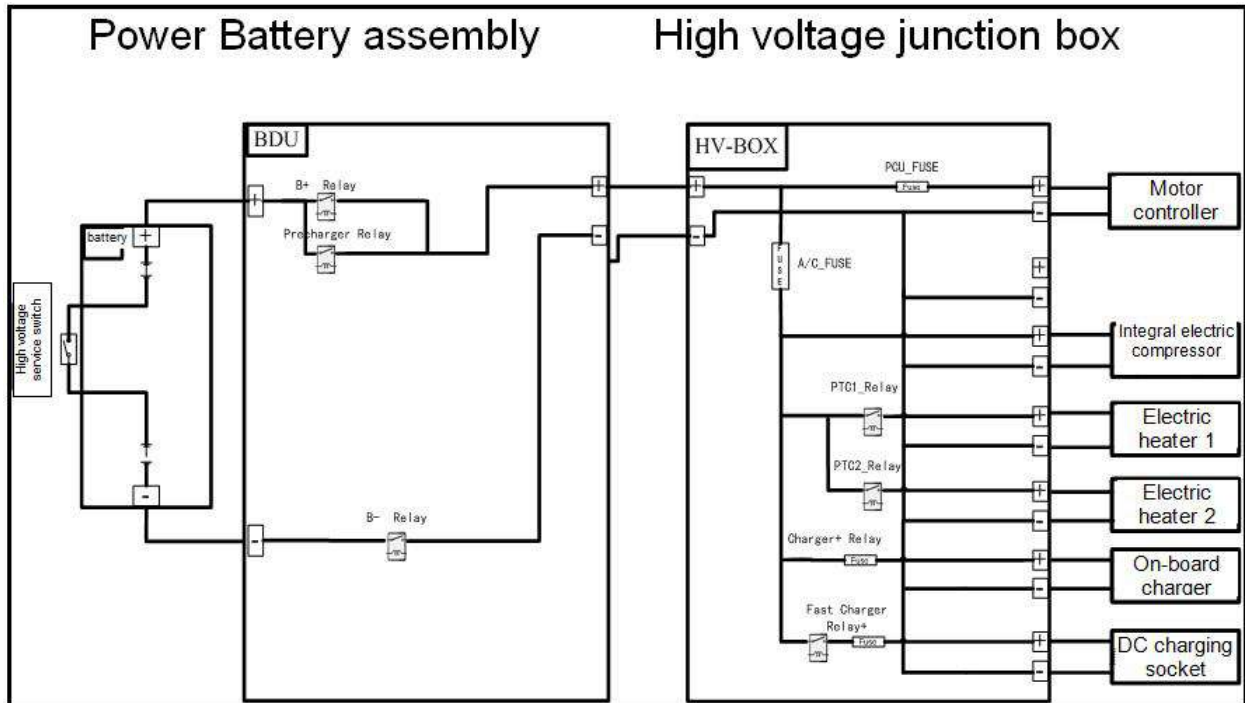 Power Battery assembly
High voltage junction box
BDU
HV-BOX
B+ Relay
Precharger Relay
B- Relay
battery
+
-
High voltage
service switch
+
-
+
-
+
-
PCU_FUSE
Fuse
FUSE
A/C_FUSE
PTC1_Relay
PTC2_Relay
Charger+ Relay
Fuse
Fast Charger
Relay+
Fuse
+
-
+
-
+
-
+
-
+
-
+
-
+
-
Motor
controller
Integral electric
compressor
Electric
heater 1
Electric
heater 2
On-board
charger
DC charging
socket